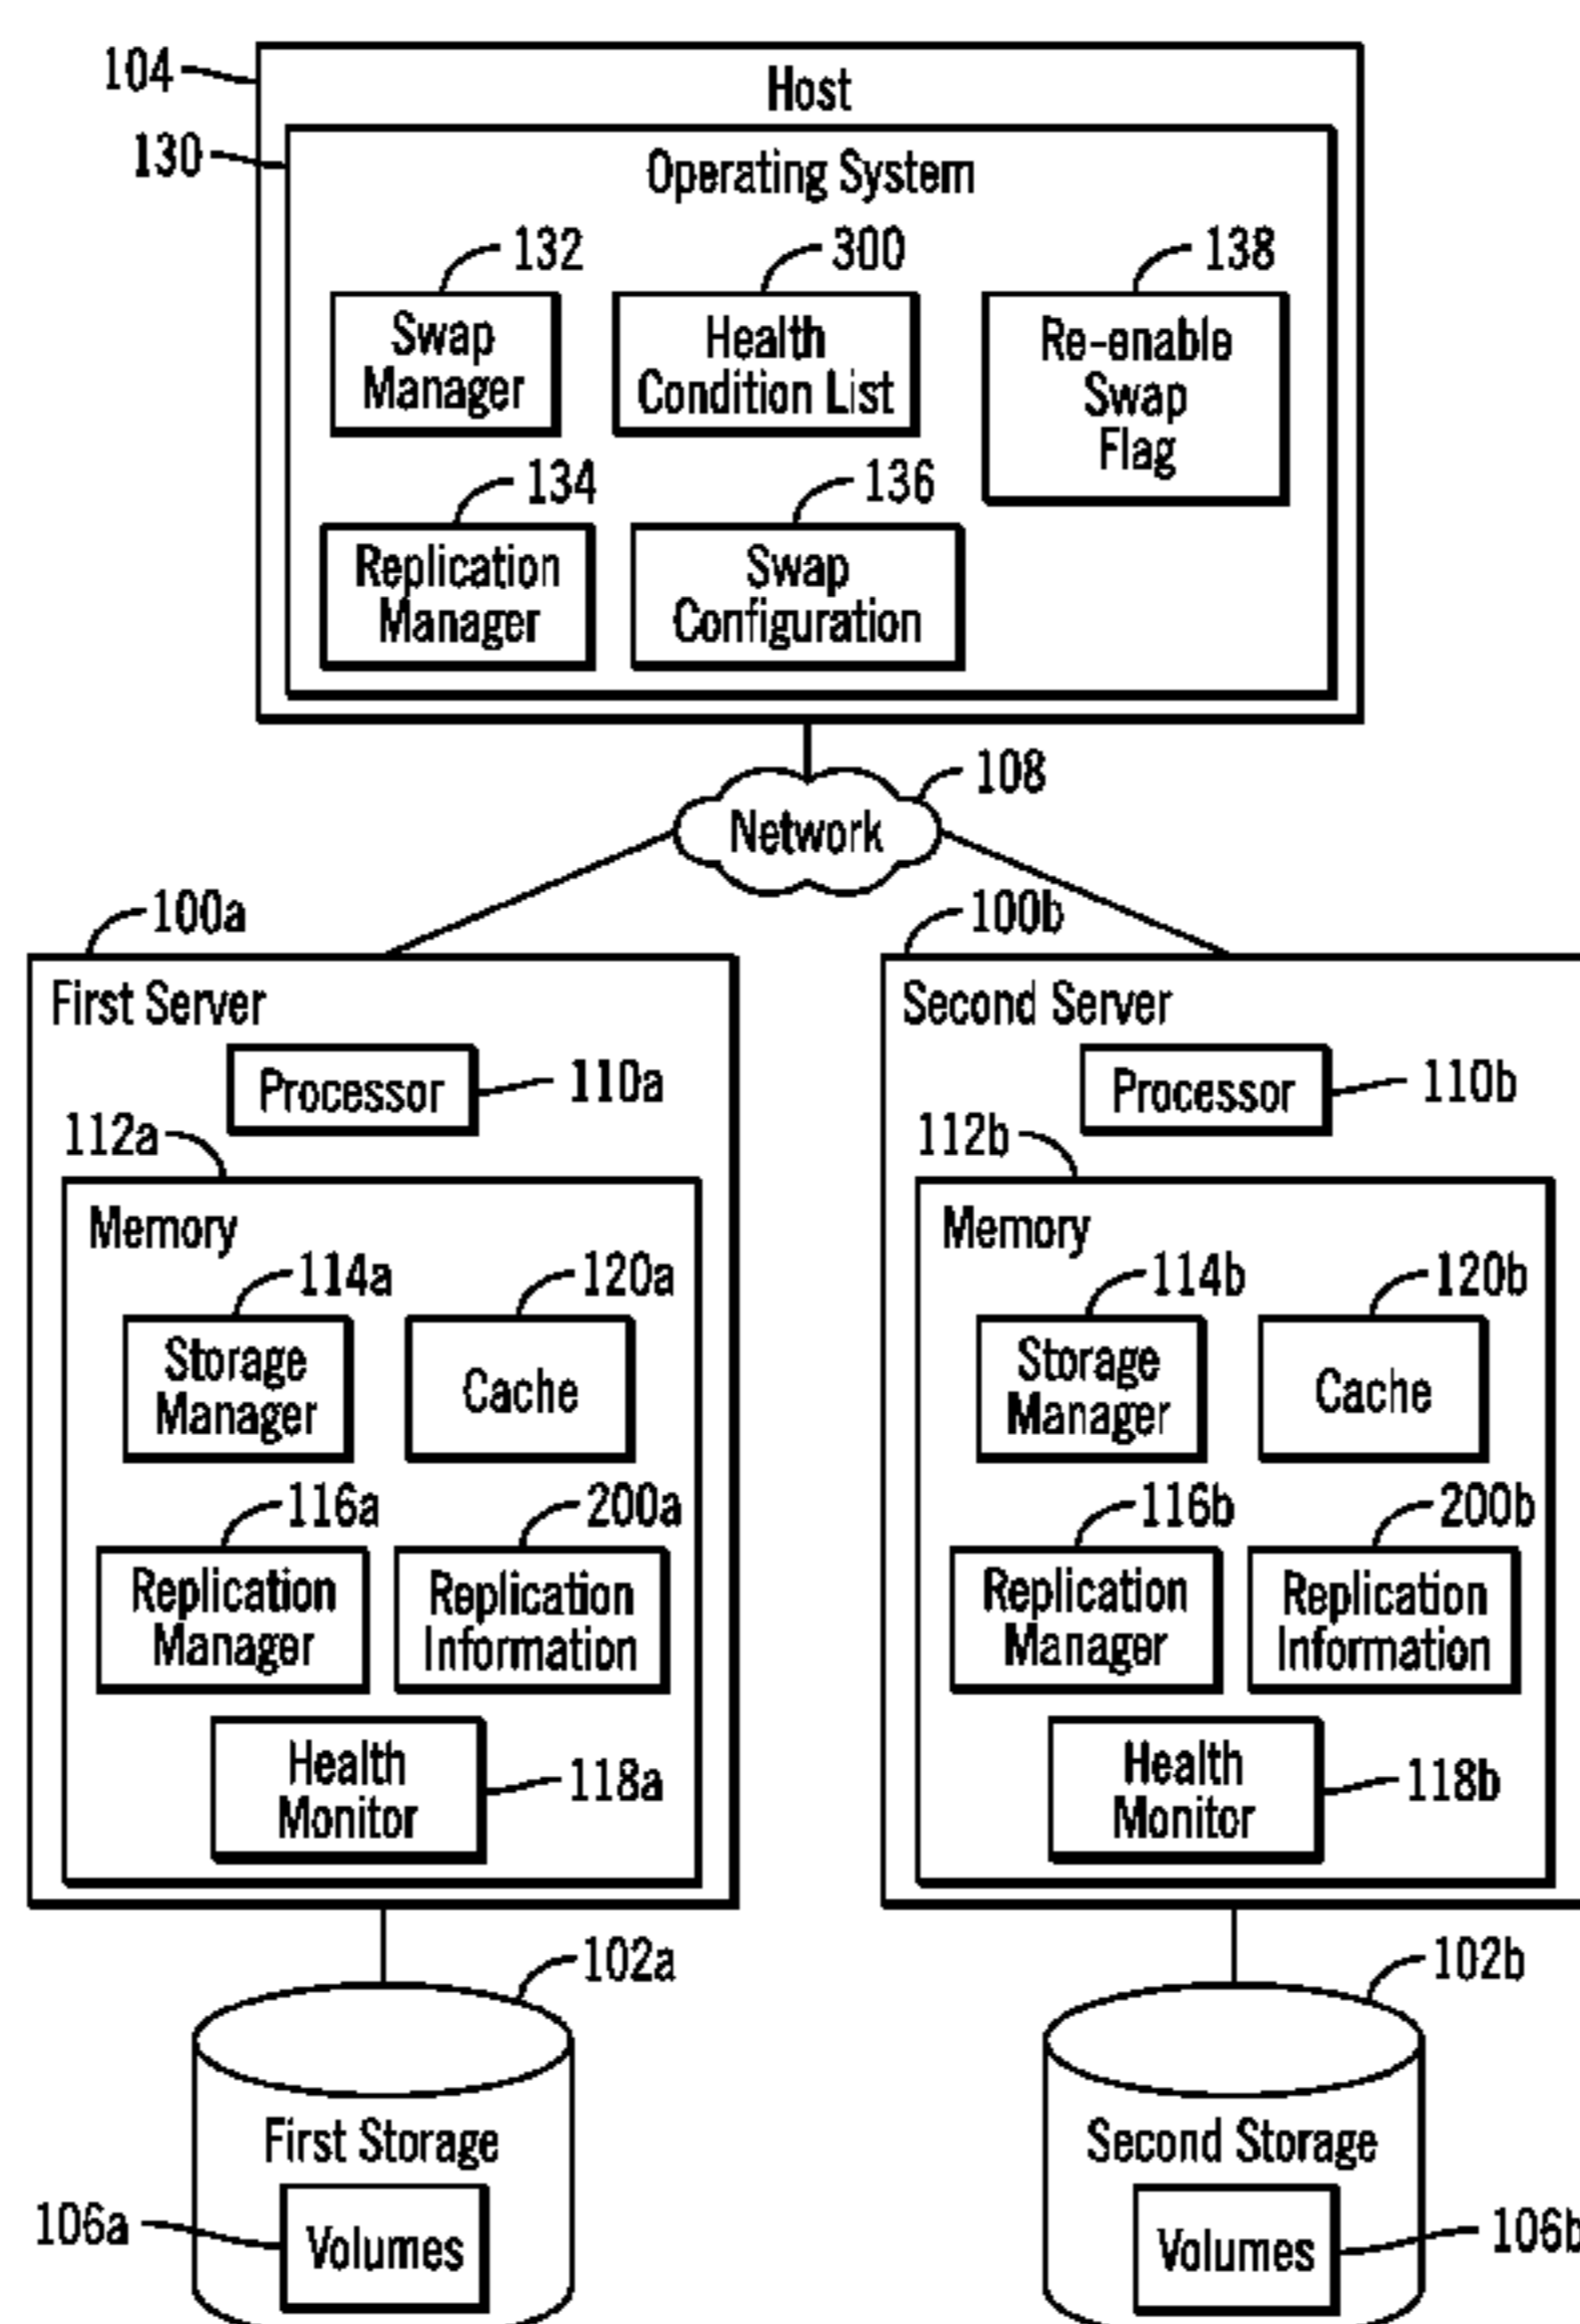 104
Host
130
Operating System
132
300
138
Swap
Manager
Health
Condition List
Re-enable
Swap
Flag
134
136
Replication
Manager
Swap
Configuration
108
Network
100a
100b
First Server
Second Server
Processor
110a
Processor
110b
112a
112b
Memory
Memory
114a
120a
114b
120b
Storage
Manager
Cache
Storage
Manager
Cache
116a
200a
116b
200b
Replication
Manager
Replication
Information
Replication
Manager
Replication
Information
Health
Monitor
118a
Health
Monitor
118b
102a
102b
First Storage
Second Storage
106a
Volumes
Volumes
106b